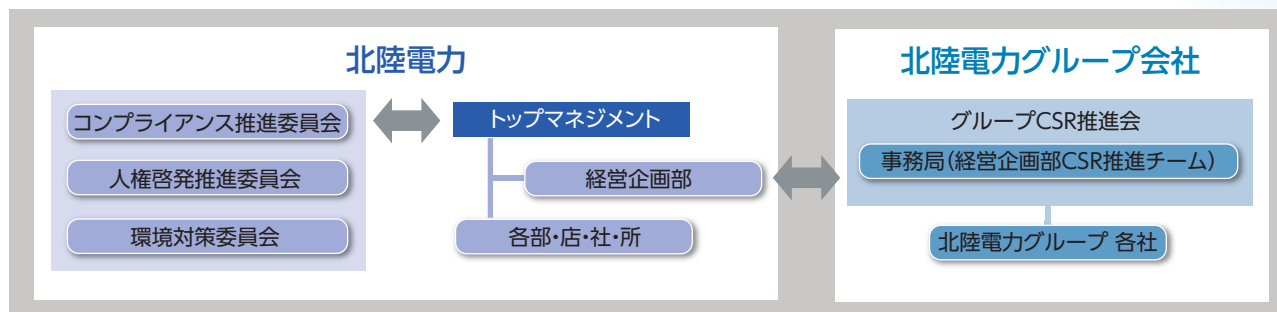 北陸電力
コンプライアンス推進委員会
人権啓発推進委員会
環境対策委員会
トップマネジメント
経営企画部
各部・店・社・所
北陸電力グループ会社
グループCSR推進会
事務局（経営企画部CSR推進チーム）
北陸電力グループ 各社